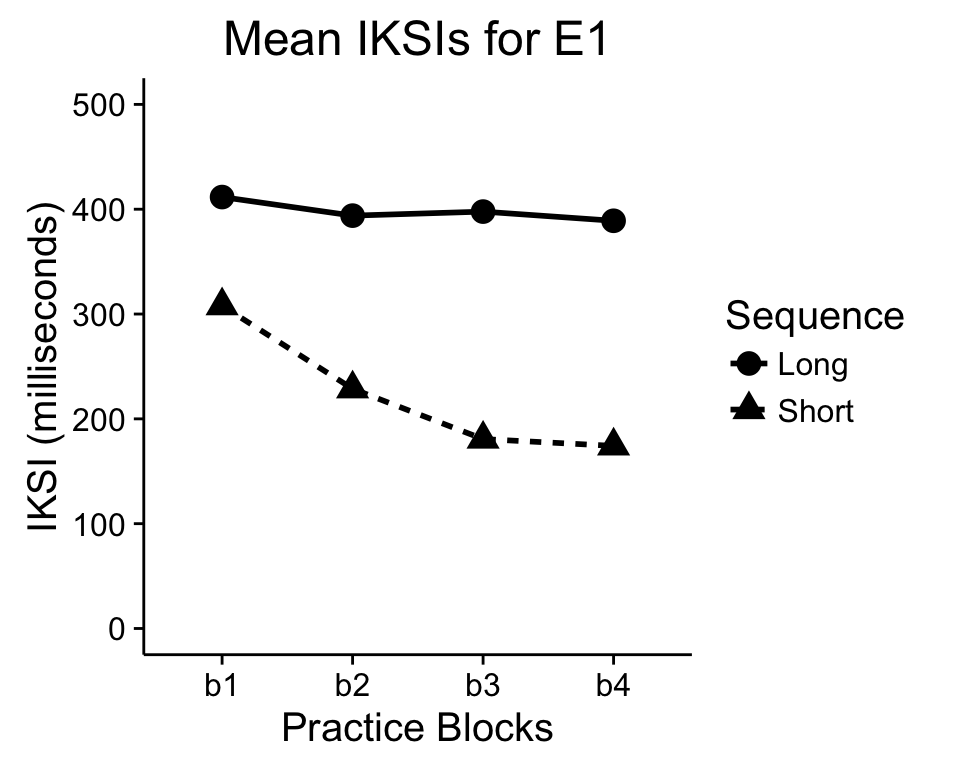 Mean IKSIs for E1
IKSI (milliseconds)
500
400
300
200
100
0
b1 b2 b3 b4
Practice Blocks
Sequence
Long
Short